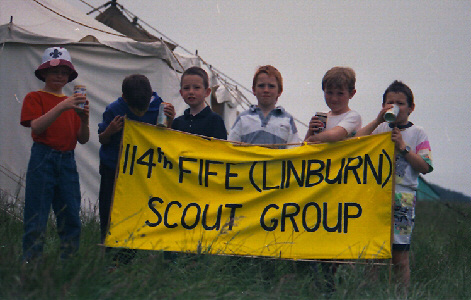 114TH FIFE (LINBURN)
SCOUT GROUP